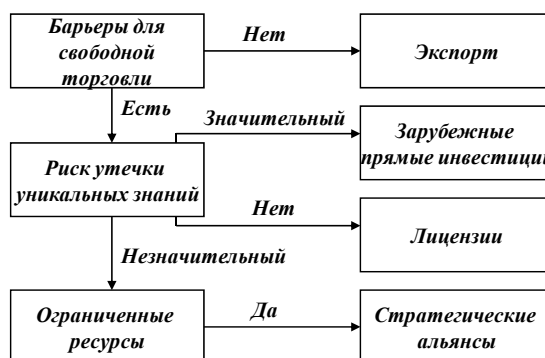 Барьеры для
свободной
торговли
Нет
Экспорт
Есть
Значительный
Зарубежные
прямые инвестиции
Риск утечки
уникальных знаний
Нет
Лицензии
Незначительный
Ограниченные
ресурсы
Да
Стратегические
альянсы